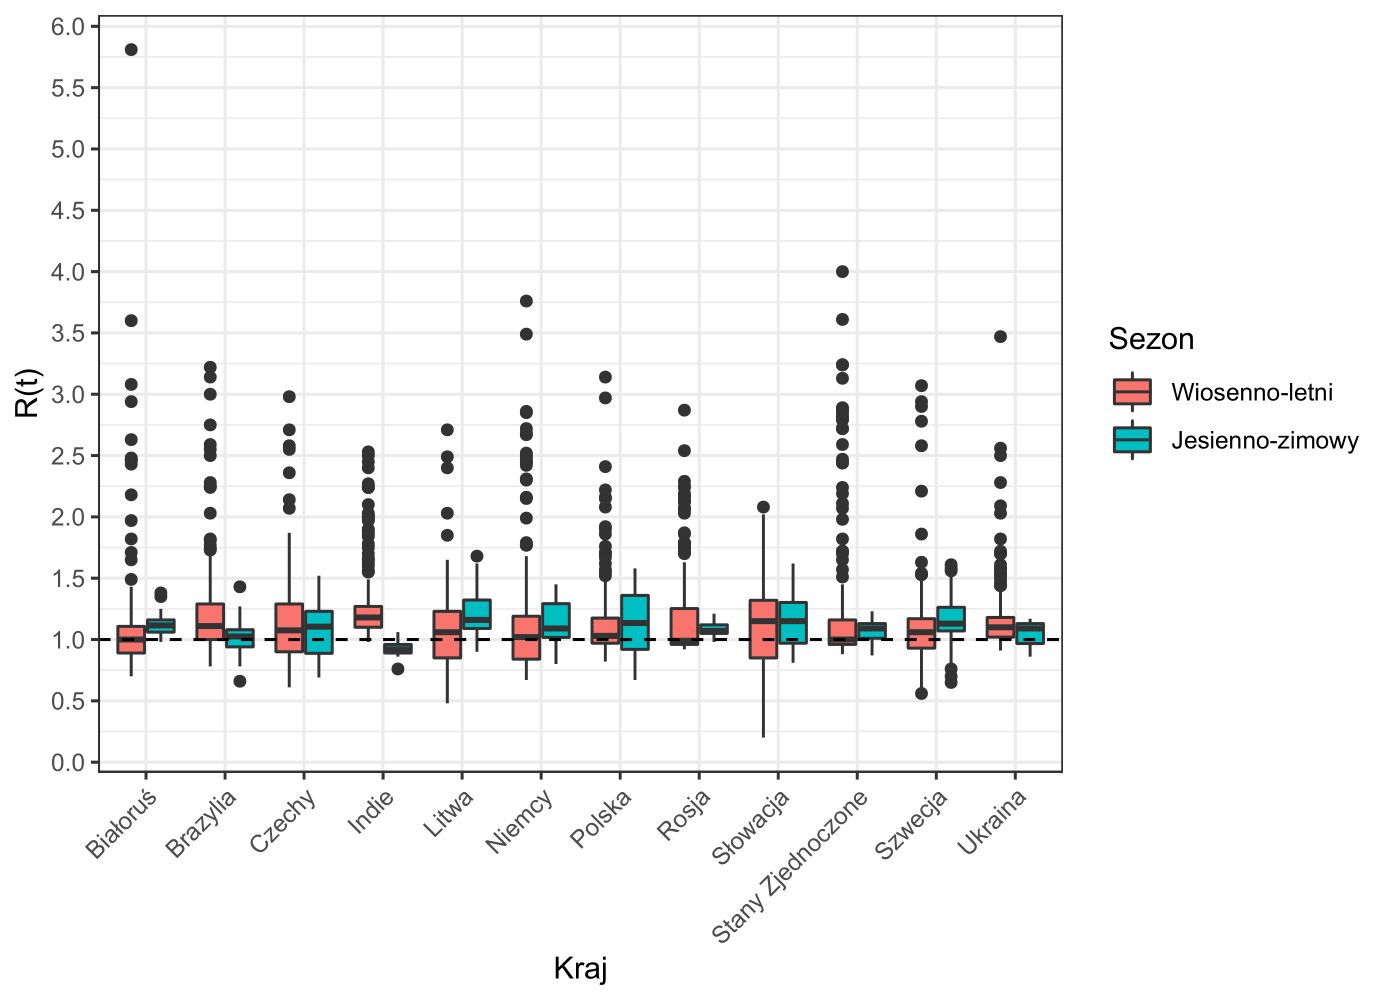 6.0
5.5
5.0
4.5
4.0
3.5
3.0
2.5
2.0
1.5
1.0
0.5
0.0
R(t)
Białoruś
Brazylia
Czechy
Indie
Litwa
Niemcy
Polska
Rosja
Słowacja
Stany Zjednoczone
Szwecja
Ukraina
Kraj
Sezon
Wiosenno-letni
Jesienno-zimowy